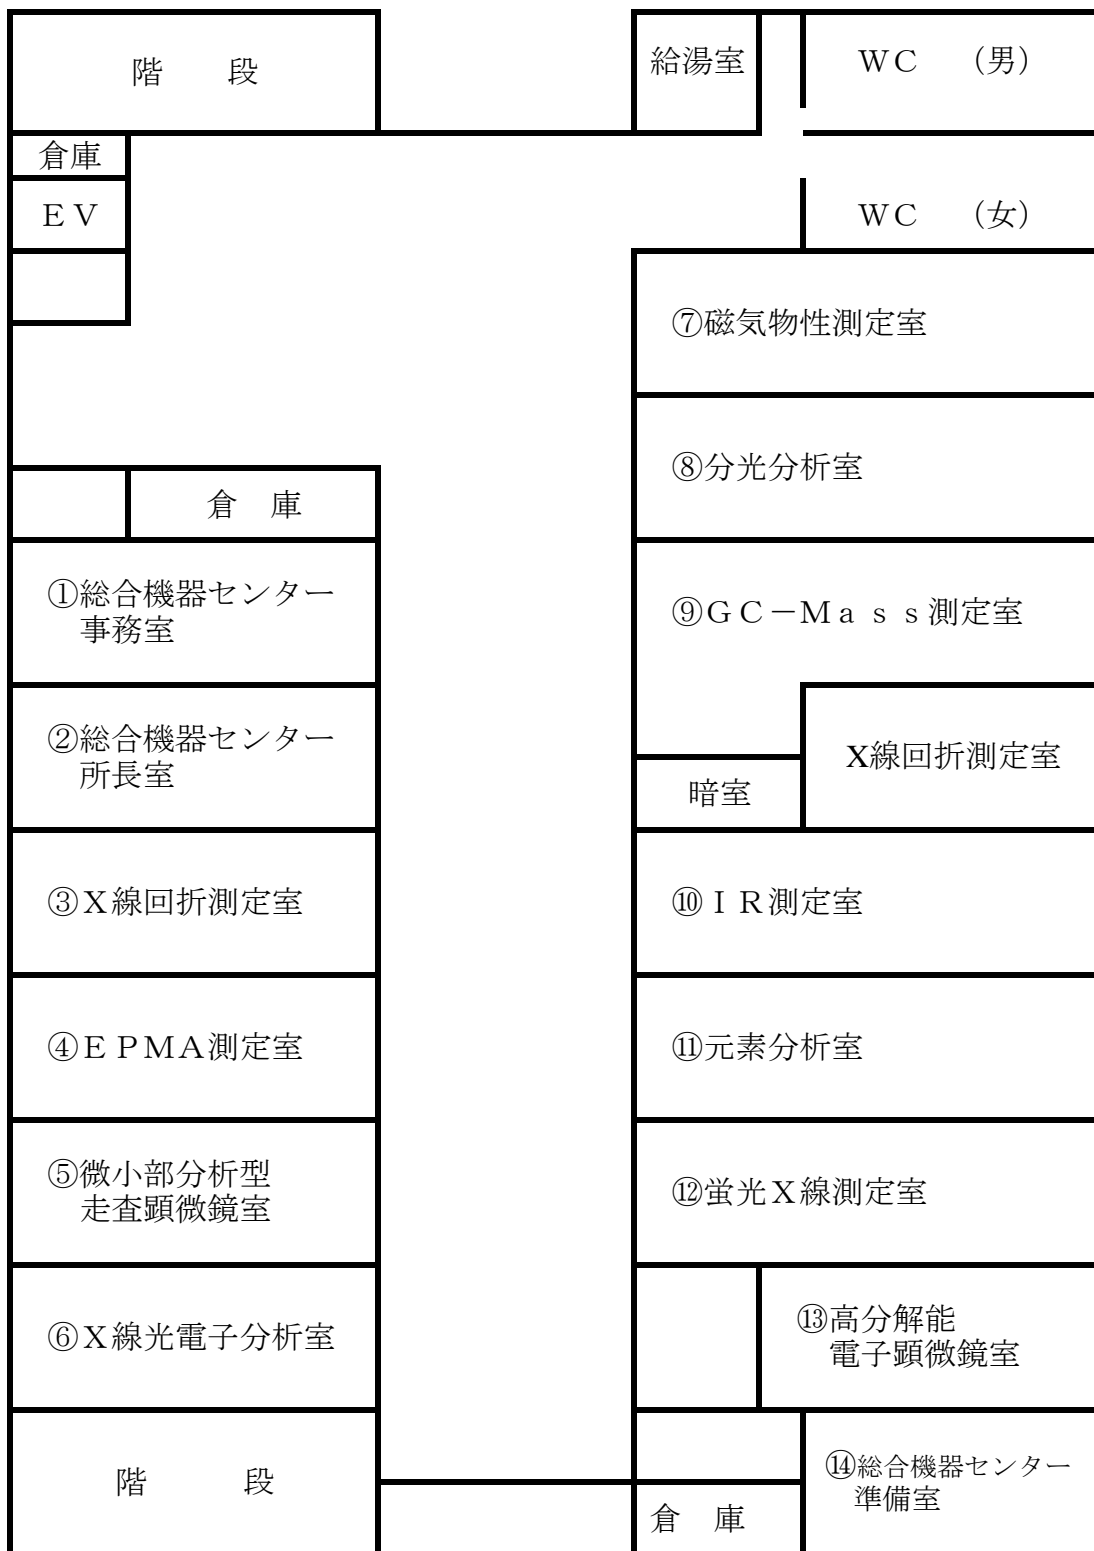 階　　段
倉庫
ＥＶ
倉　庫
①総合機器センター
事務室
②総合機器センター
所長室
③Ｘ線回折測定室
④ＥＰＭＡ測定室
⑤微小部分析型
走査顕微鏡室
⑥Ｘ線光電子分析室
階　　　段
給湯室
ＷＣ　（男）
ＷＣ　（女）
⑦磁気物性測定室
⑧分光分析室
⑨ＧＣ－Ｍａｓｓ測定室
X線回折測定室
暗室
⑩ＩＲ測定室
⑪元素分析室
⑫蛍光Ｘ線測定室
⑬高分解能
電子顕微鏡室
⑭総合機器センター
準備室
倉　庫